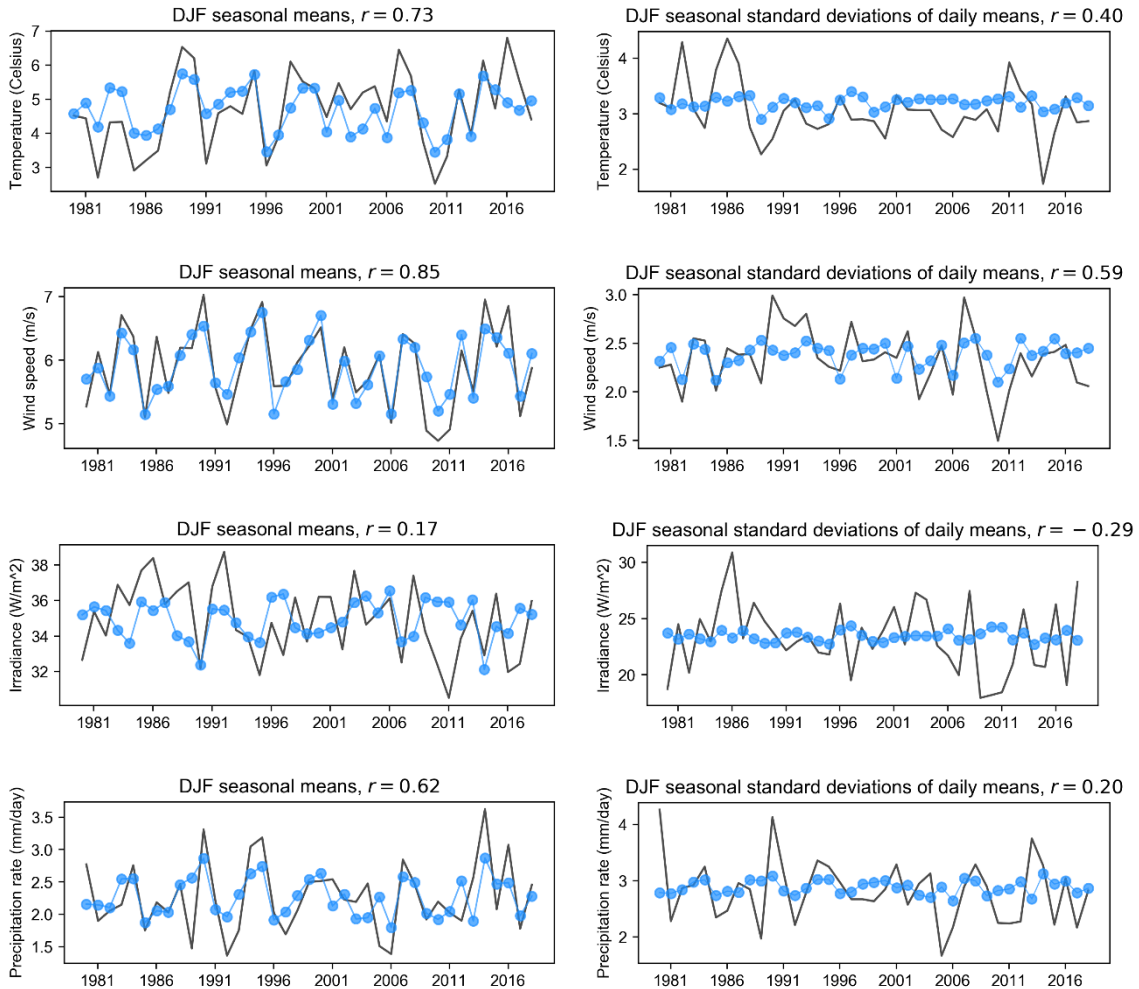 DJF seasonal means, r = 0.73
Temperature (Celsius)
7
6
5
4
3
1981 1986 1991 1996 2001 2006 2011 2016
DJF seasonal standard deviations of daily means, r = 0.40
Temperature (Celsius)
4
3
2
1981 1986 1991 1996 2001 2006 2011 2016
DJF seasonal means, r = 0.85
Wind speed (m/s)
7
6
5
1981 1986 1991 1996 2001 2006 2011 2016
DJF seasonal standard deviations of daily means, r = 0.59
Wind speed (m/s)
3.0
2.5
2.0
1.5
1981 1986 1991 1996 2001 2006 2011 2016
DJF seasonal means, r = 0.17
Irradiance (W/m^2)
38
36
34
32
1981 1986 1991 1996 2001 2006 2011 2016
DJF seasonal standard deviations of daily means, r = −0.29
Irradiance (W/m^2)
30
20
1981 1986 1991 1996 2001 2006 2011 2016
DJF seasonal means, r = 0.62
Precipitation rate (mm/day)
3.5
3.0
2.5
2.0
1.5
1981 1986 1991 1996 2001 2006 2011 2016
DJF seasonal standard deviations of daily means, r = 0.20
Precipitation rate (mm/day)
4
3
2
1981 1986 1991 1996 2001 2006 2011 2016